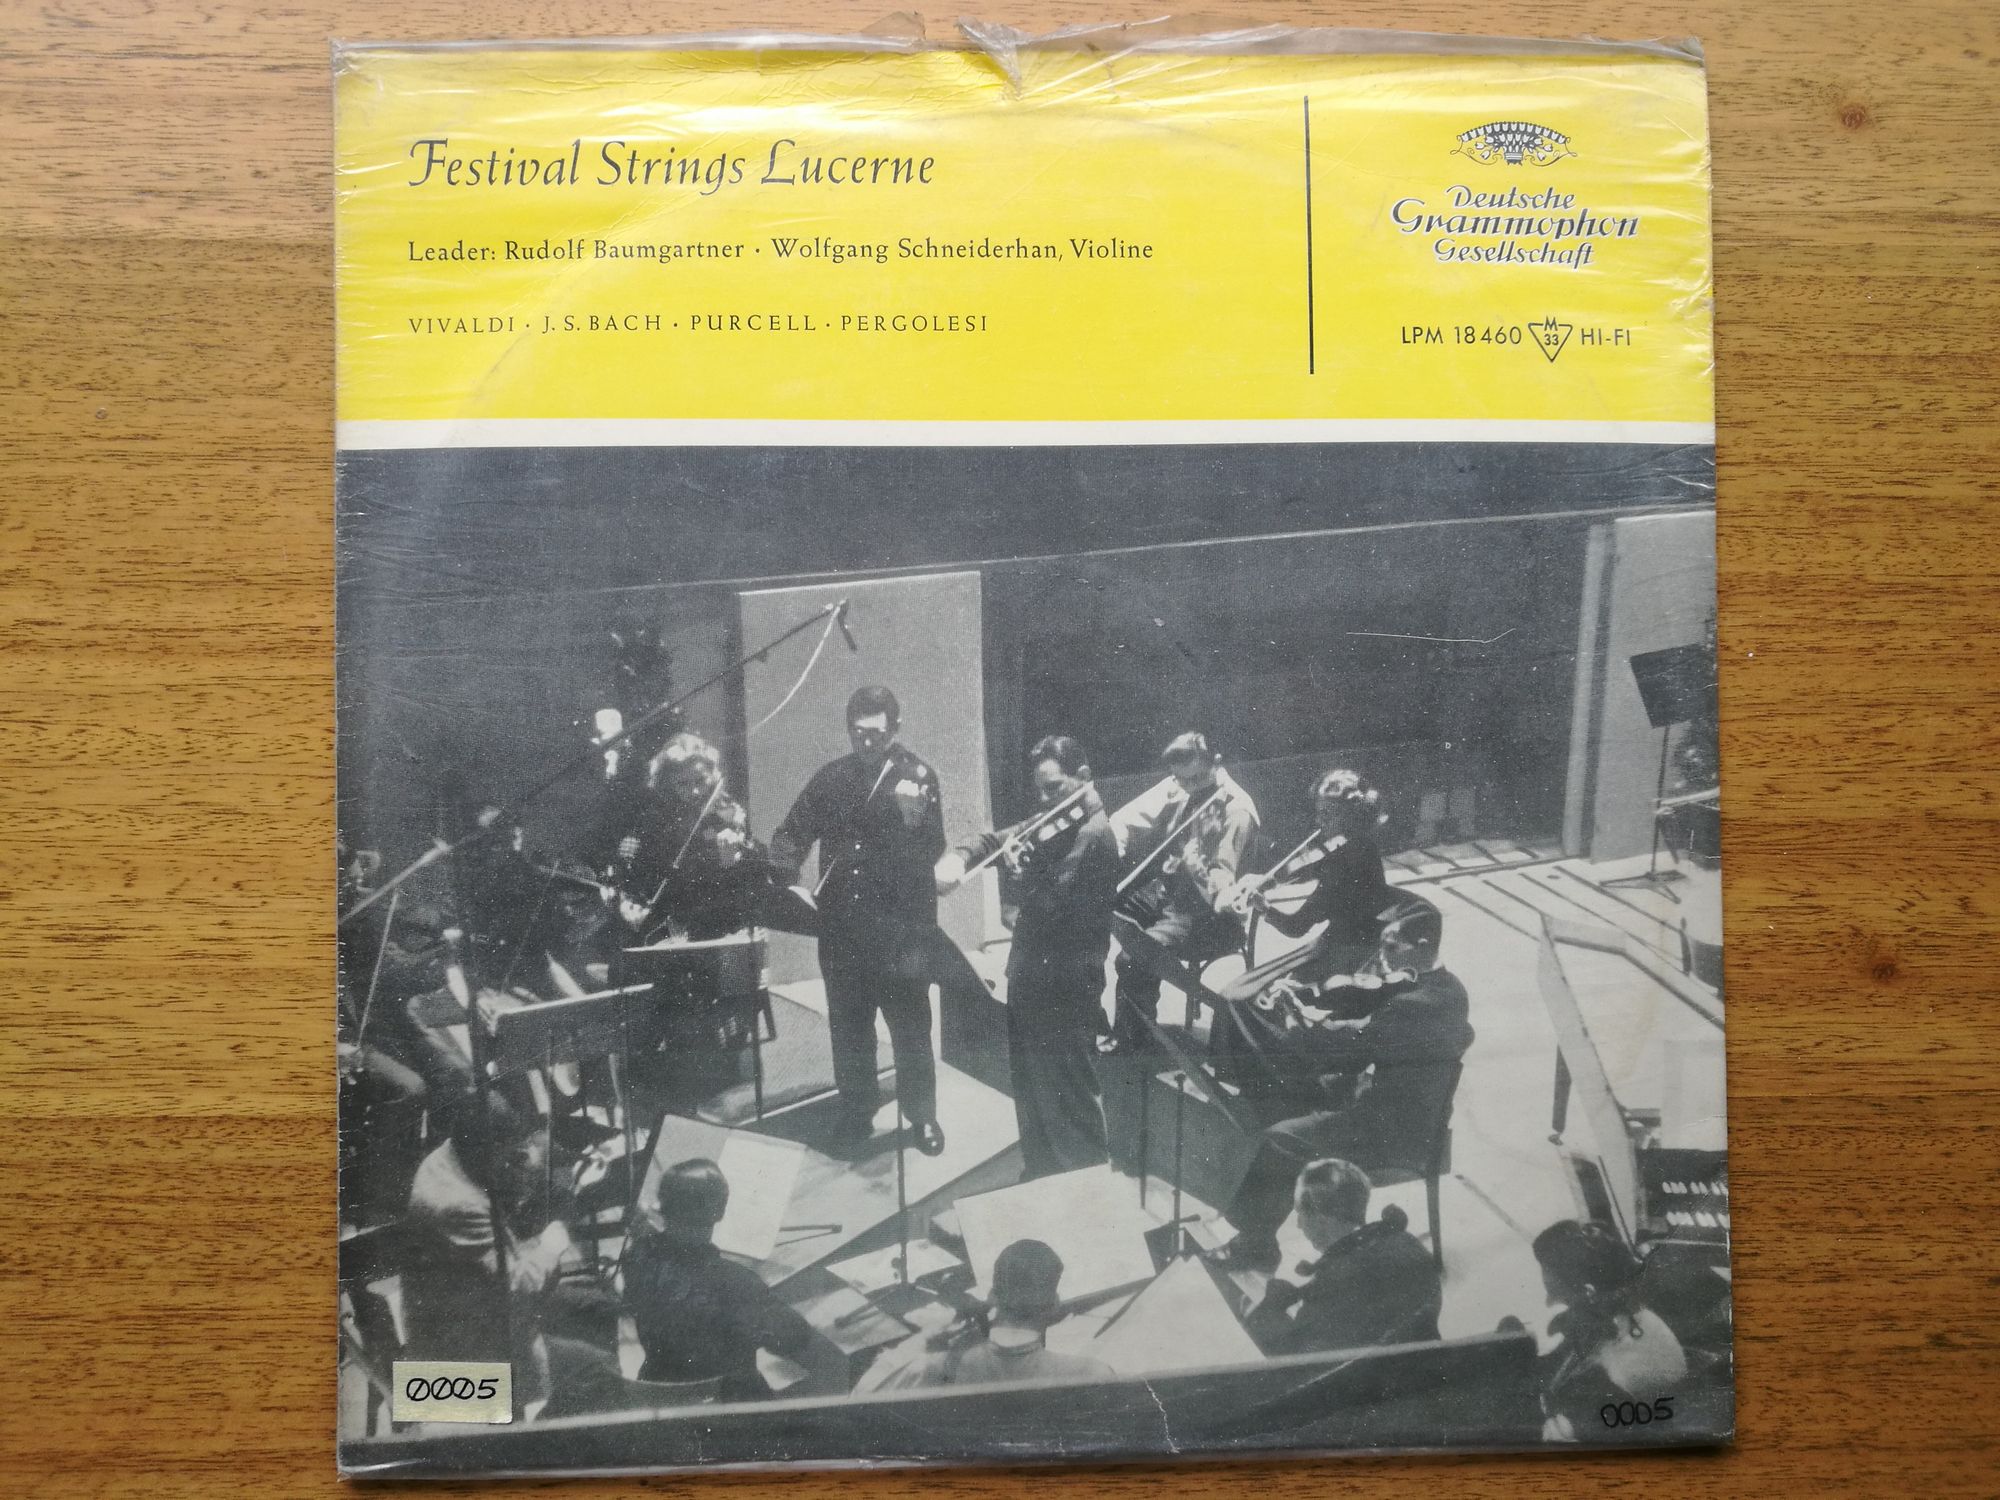 Festival Strings Lucerne
Leader: Rudolf Baumgartner · Wolfgang Schneiderhan, Violine
VIVALDI · J. S. BACH · PURCELL · PERGOLESI
Deutsche
Grammophon
Gesellschaft
LPM 18 460 M 33 HI-FI
0005
0005